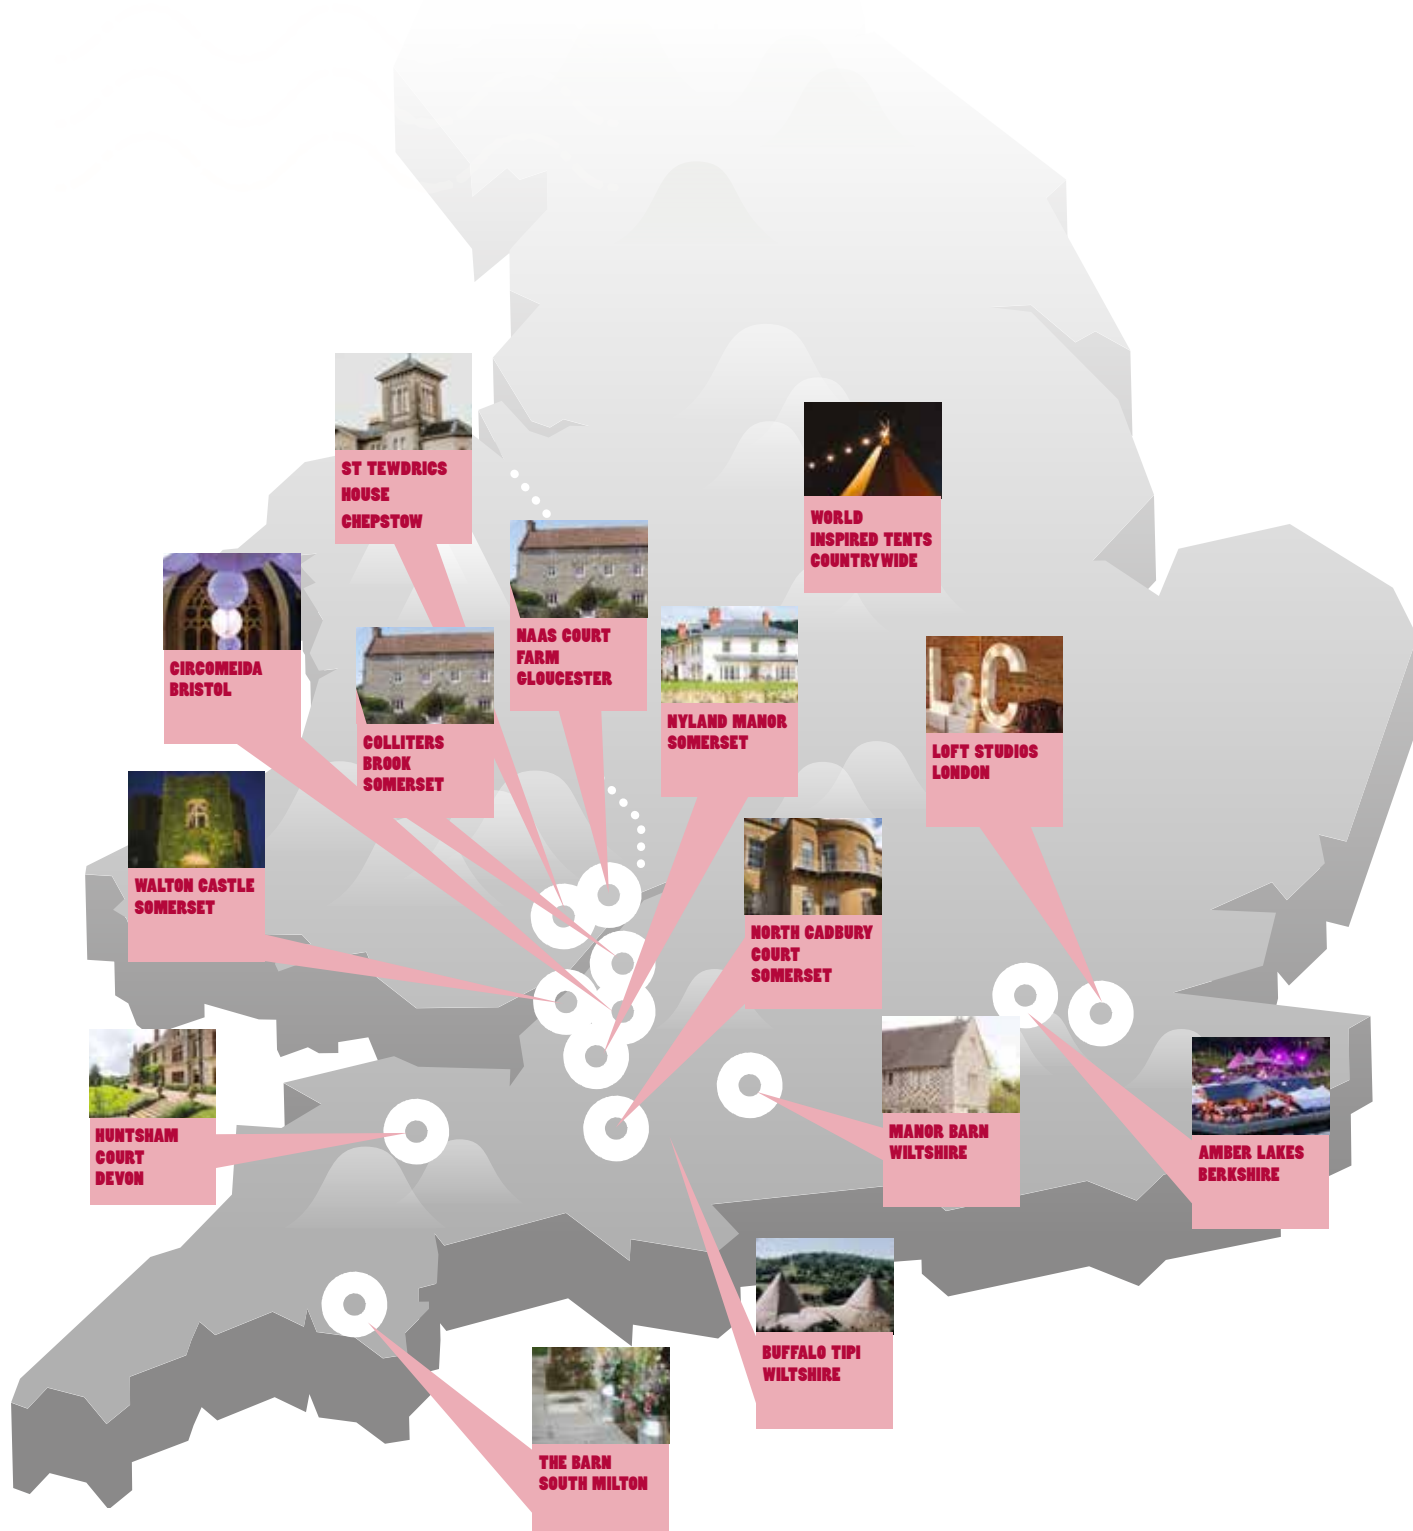 ST TEWDRICS
HOUSE
CHEPSTOW
WORLD
INSPIRED TENTS
COUNTRYWIDE
CIRCOMEIDA
BRISTOL
NAAS COURT
FARM
GLOUCESTER
COLLITERS
BROOK
SOMERSET
NYLAND MANOR
SOMERSET
L&C
LOFT STUDIOS
LONDON
WALTON CASTLE
SOMERSET
NORTH CADBURY
COURT
SOMERSET
HUNTSHAM
COURT
DEVON
MANOR BARN
WILTSHIRE
AMBER LAKES
BERKSHIRE
BUFFALO TIPI
WILTSHIRE
THE BARN
SOUTH MILTON